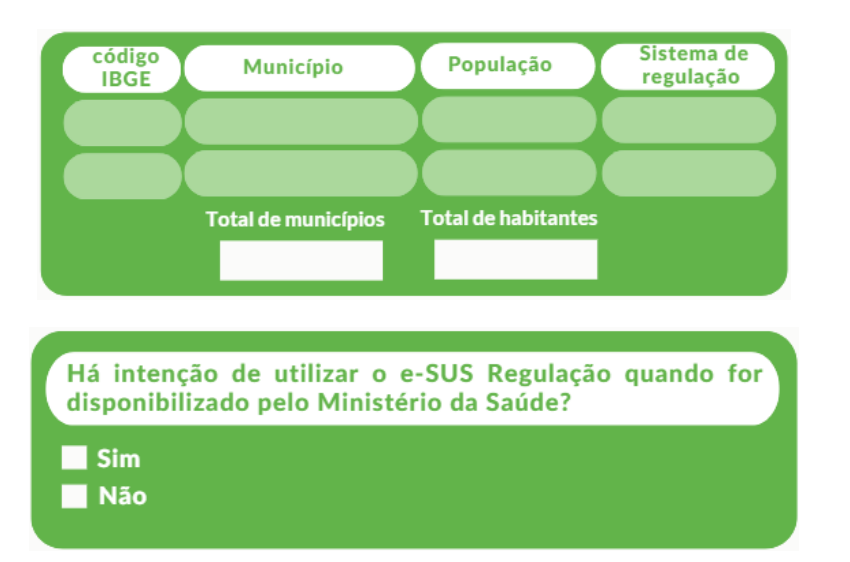 código
IBGE
Município
População
Sistema de
regulação
Total de municípios
Total de habitantes
Há intenção de utilizar o e-SUS Regulação quando for
disponibilizado pelo Ministério da Saúde?
Sim
Não